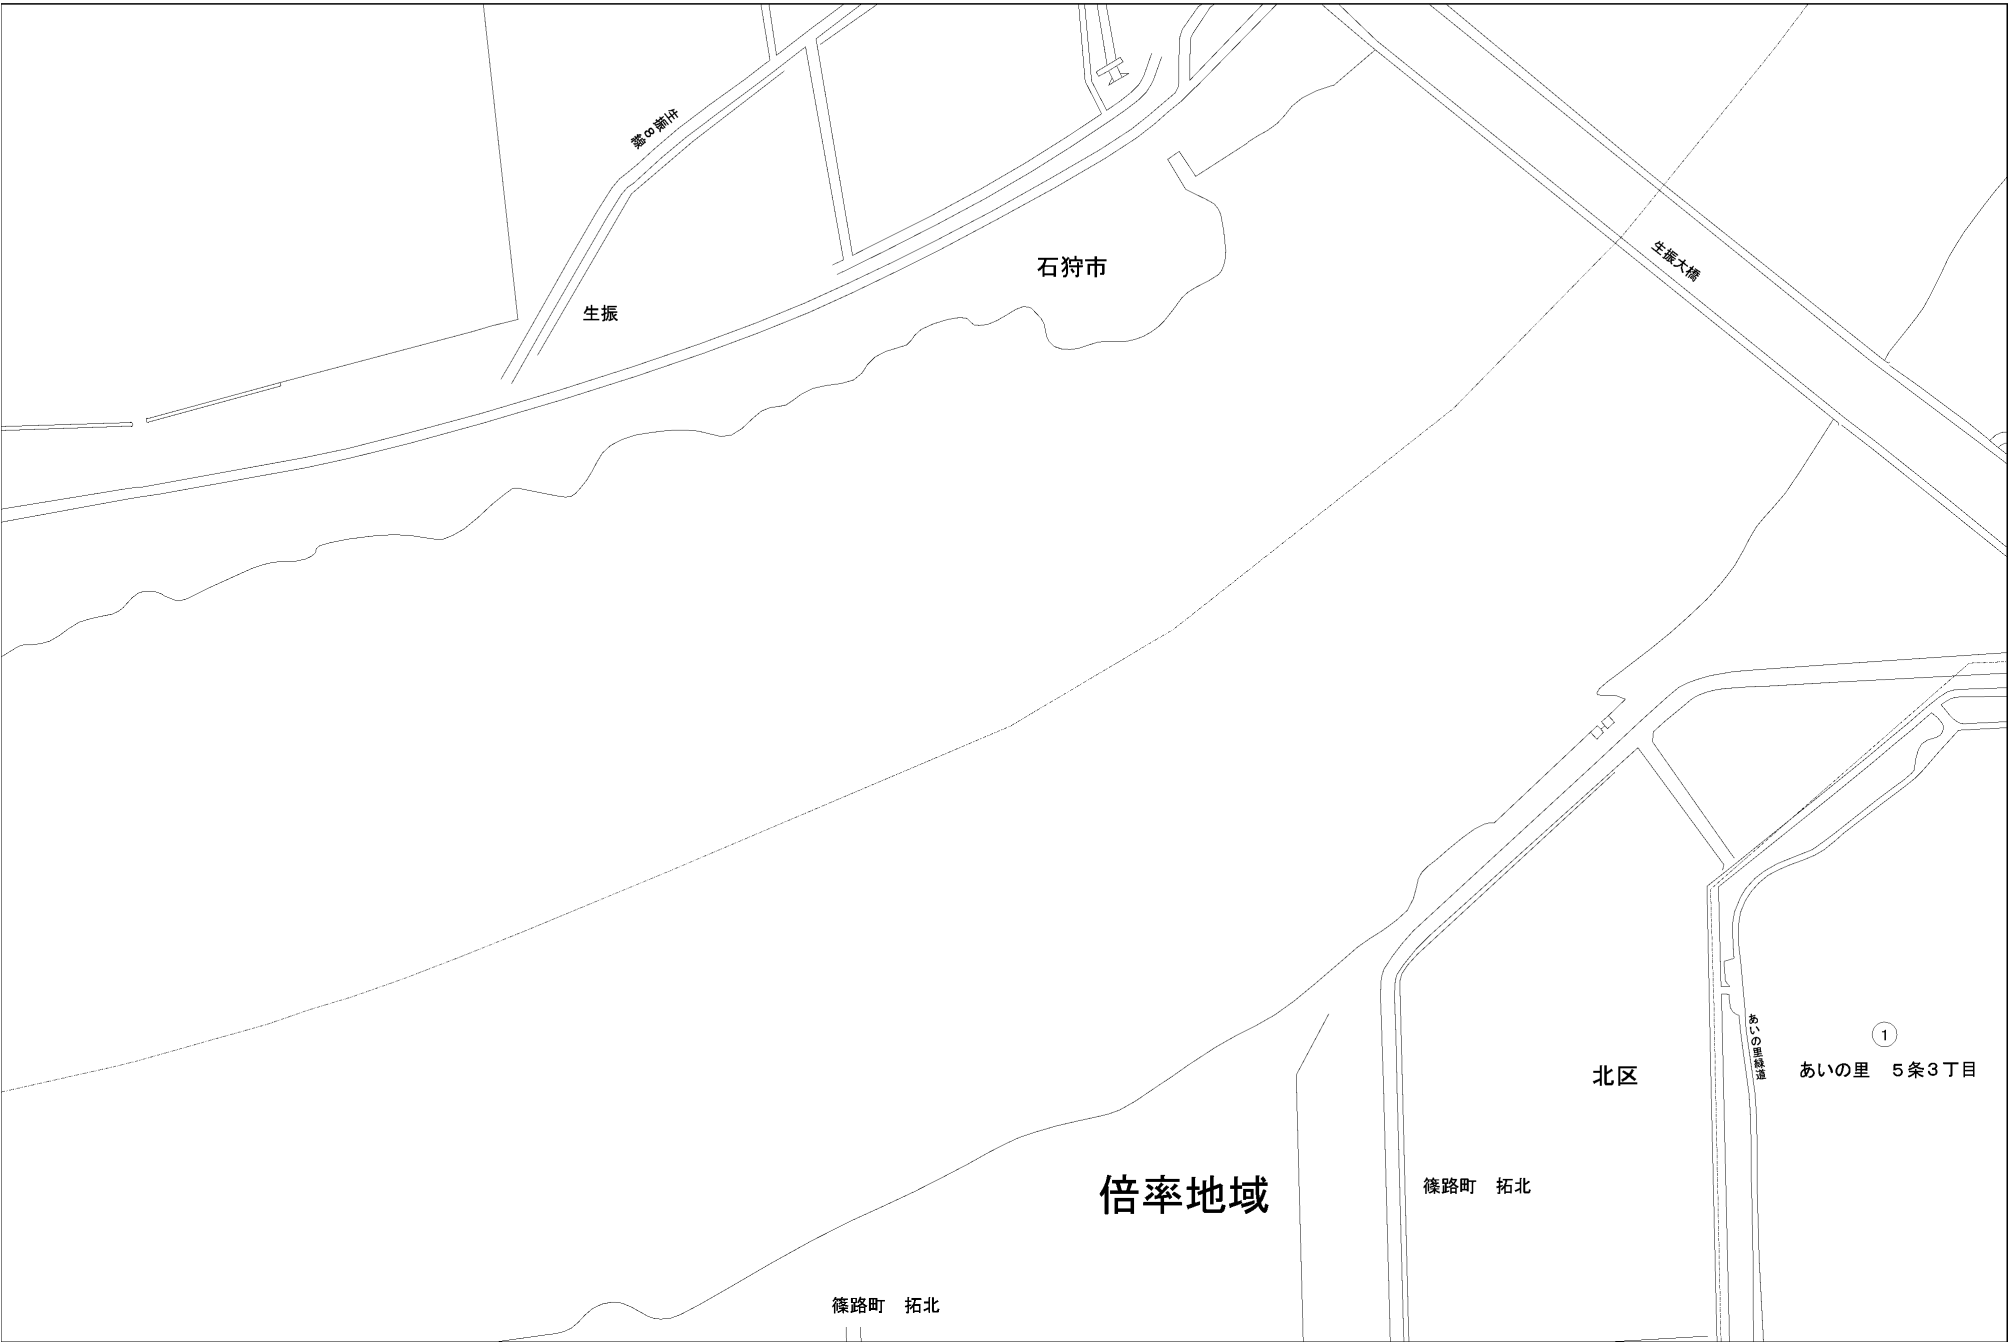 生振8線
石狩市
生振大橋
生振
あいの里緑道
1
あいの里　5条3丁目
北区
倍率地域
篠路町　拓北
篠路町　拓北